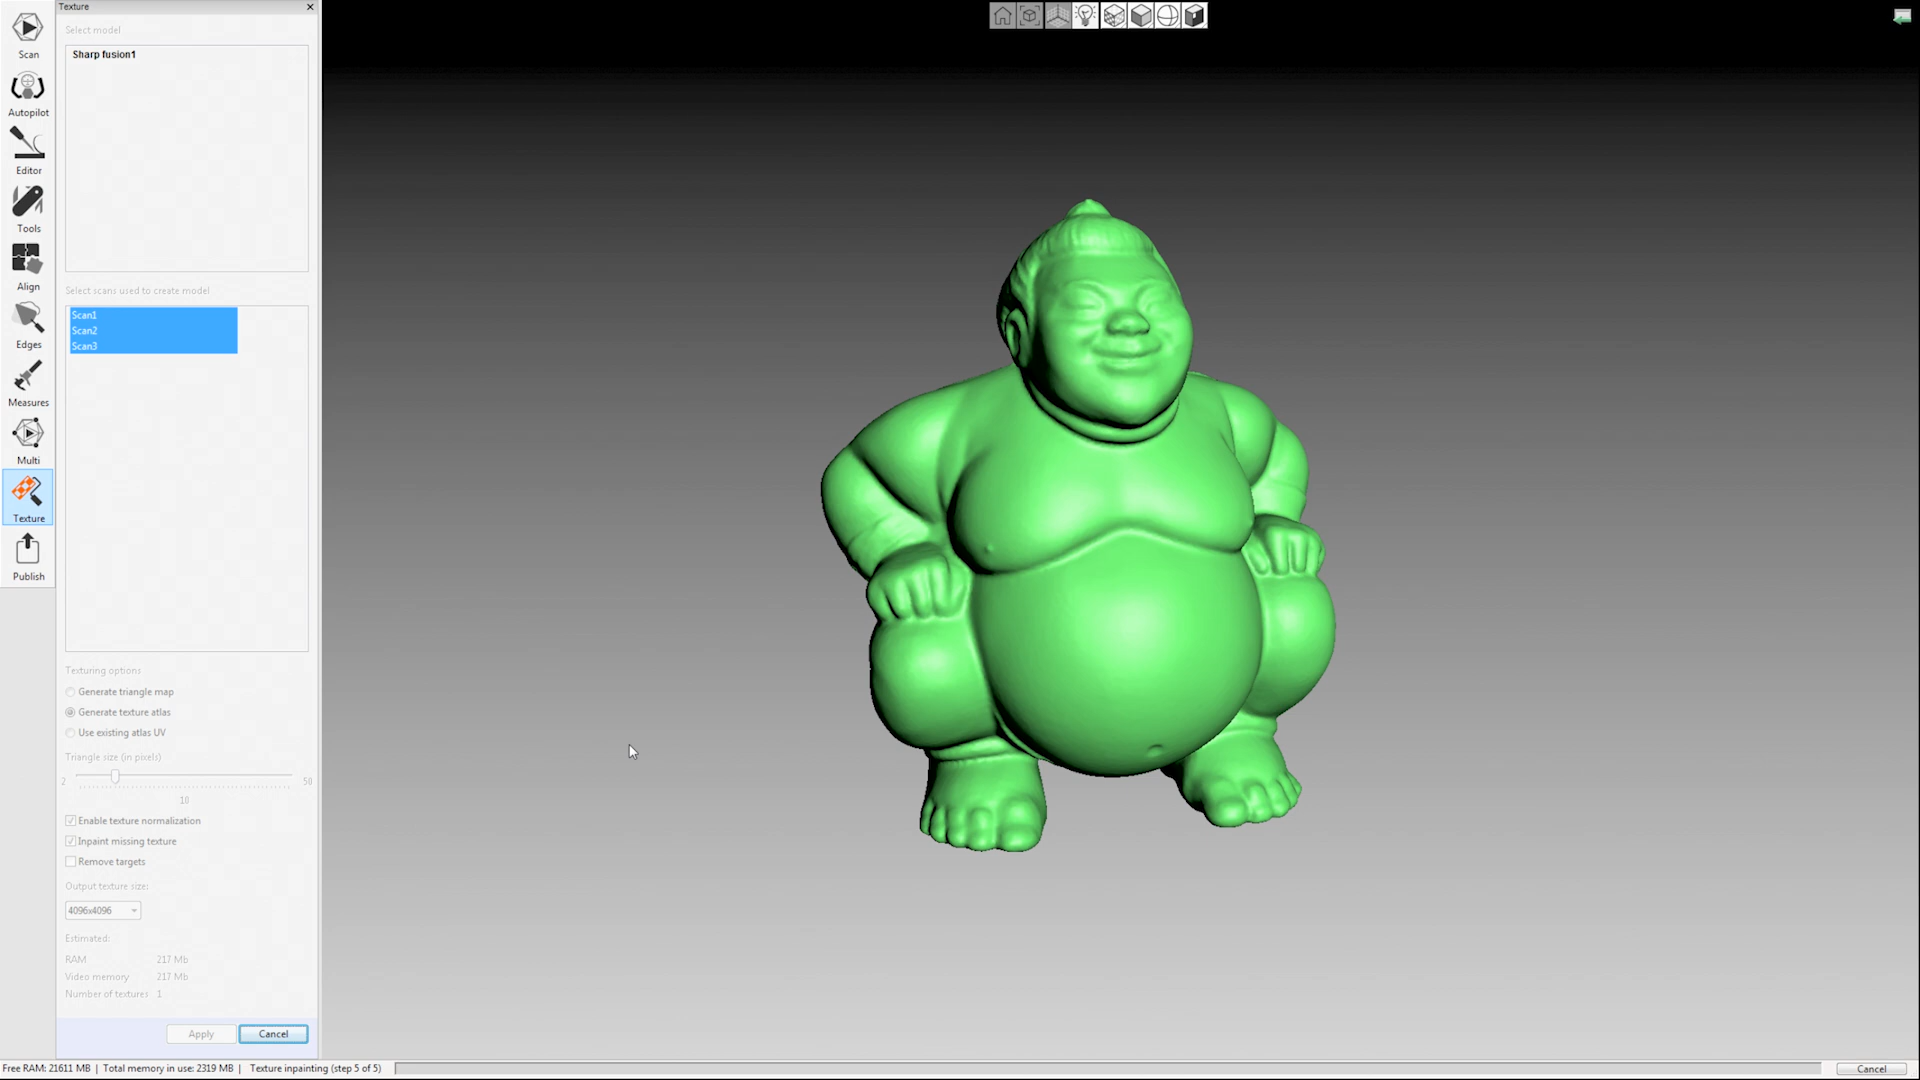 Texture
Select model
Sharp fusion1
Scan
Autopilot
Editor
Tools
Align
Edges
Measures
Multi
Texture
Publish
Select scans used to create model
Scan1
Scan2
Scan3
Texturing options
Generate triangle map
Generate texture atlas
Use existing atlas UV
Triangle size (in pixels)
2 50
10
Enable texture normalization
Inpaint missing texture
Remove targets
Output texture size:
4096x4096
Estimated:
RAM 217 Mb
Video memory 217 Mb
Number of textures 1
Apply Cancel
Free RAM: 21611 MB | Total memory in use: 2319 MB | Texture inpainting (step 5 of 5) Cancel